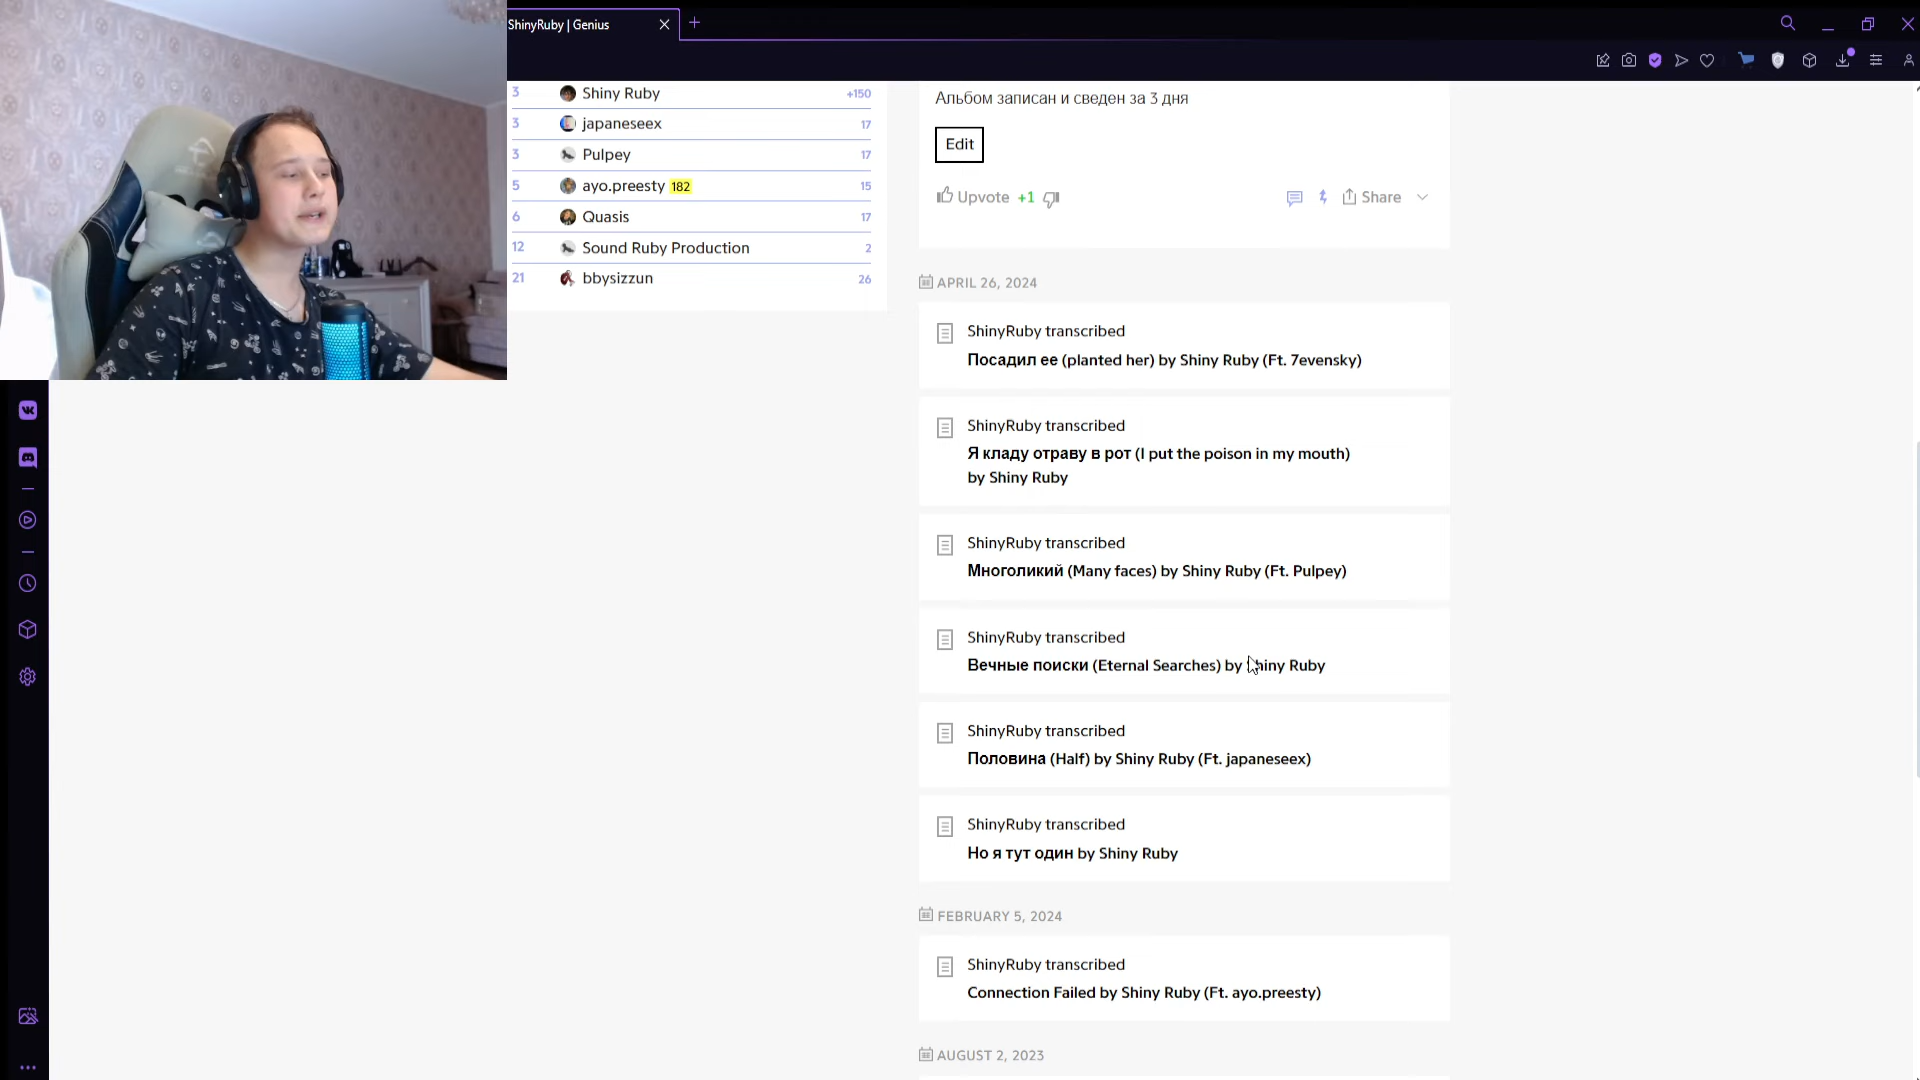 ShinyRuby | Genius
3 Shiny Ruby +150
3 japaneseex 17
3 Pulpey 17
5 ayo.preesty 182 15
6 Quasis 17
12 Sound Ruby Production 2
21 bbysizzun 26
Альбом записан и сведен за 3 дня
Edit
Upvote +1
Share
APRIL 26, 2024
ShinyRuby transcribed
Посадил ее (planted her) by Shiny Ruby (Ft. 7evensky)
ShinyRuby transcribed
Я кладу отраву в рот (I put the poison in my mouth)
by Shiny Ruby
ShinyRuby transcribed
Многоликий (Many faces) by Shiny Ruby (Ft. Pulpey)
ShinyRuby transcribed
Вечные поиски (Eternal Searches) by Shiny Ruby
ShinyRuby transcribed
Половина (Half) by Shiny Ruby (Ft. japaneseex)
ShinyRuby transcribed
Но я тут один by Shiny Ruby
FEBRUARY 5, 2024
ShinyRuby transcribed
Connection Failed by Shiny Ruby (Ft. ayo.preesty)
AUGUST 2, 2023